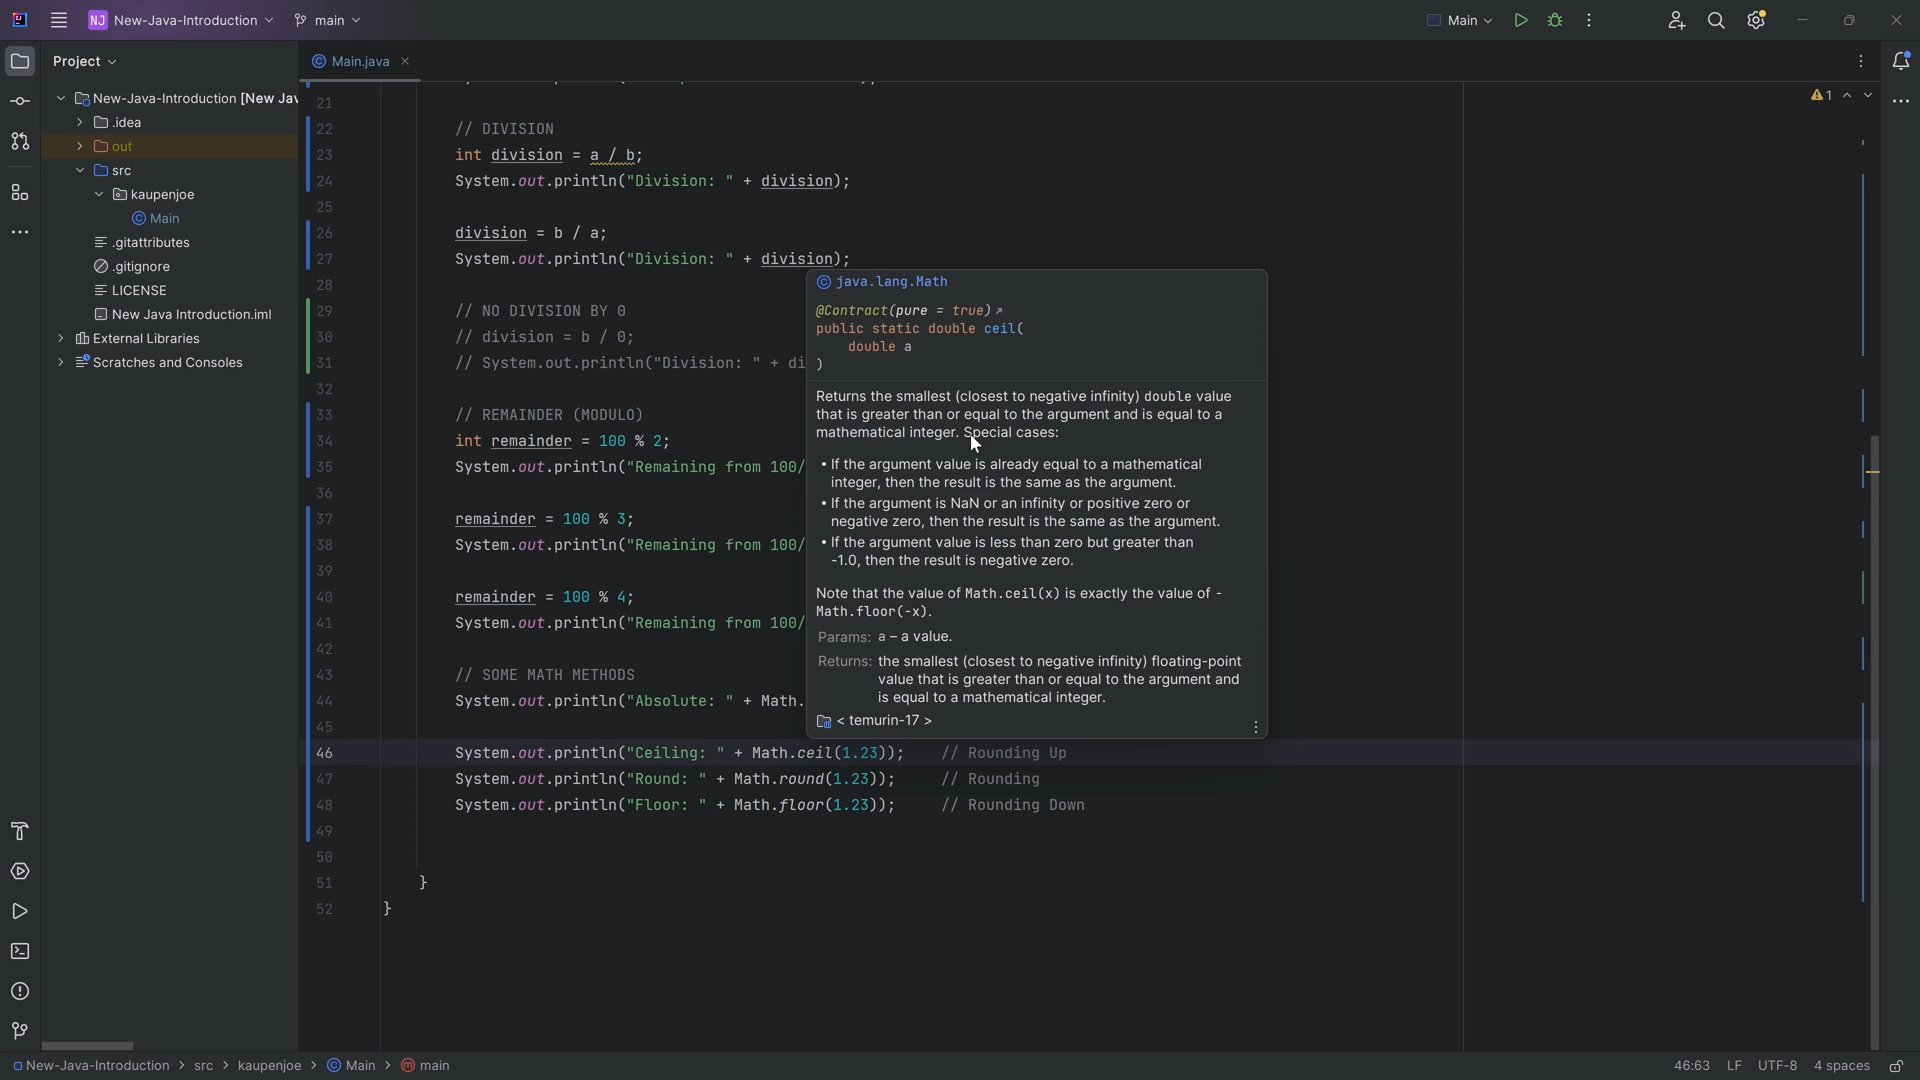 NJ New-Java-Introduction main Main
Project
Main.java
New-Java-Introduction [New Jav
.idea
out
src
kaupenjoe
Main
.gitattributes
.gitignore
LICENSE
New Java Introduction.iml
External Libraries
Scratches and Consoles
1
21
22 // DIVISION
23 int division = a / b;
24 System.out.println("Division: " + division);
25
26 division = b / a;
27 System.out.println("Division: " + division);
28
29 // NO DIVISION BY 0
30 // division = b / 0;
31 // System.out.println("Division: " + di
32
33 // REMAINDER (MODULO)
34 int remainder = 100 % 2;
35 System.out.println("Remaining from 100/
36
37 remainder = 100 % 3;
38 System.out.println("Remaining from 100/
39
40 remainder = 100 % 4;
41 System.out.println("Remaining from 100/
42
43 // SOME MATH METHODS
44 System.out.println("Absolute: " + Math.
45
46 System.out.println("Ceiling: " + Math.ceil(1.23)); // Rounding Up
47 System.out.println("Round: " + Math.round(1.23)); // Rounding
48 System.out.println("Floor: " + Math.floor(1.23)); // Rounding Down
49
50
51 }
52 }
java.lang.Math
@Contract(pure = true)
public static double ceil(
double a
)
Returns the smallest (closest to negative infinity) double value
that is greater than or equal to the argument and is equal to a
mathematical integer. Special cases:
• If the argument value is already equal to a mathematical
integer, then the result is the same as the argument.
• If the argument is NaN or an infinity or positive zero or
negative zero, then the result is the same as the argument.
• If the argument value is less than zero but greater than
-1.0, then the result is negative zero.
Note that the value of Math.ceil(x) is exactly the value of -
Math.floor(-x).
Params: a – a value.
Returns: the smallest (closest to negative infinity) floating-point
value that is greater than or equal to the argument and
is equal to a mathematical integer.
< temurin-17 >
New-Java-Introduction > src > kaupenjoe > Main > main
46:63 LF UTF-8 4 spaces